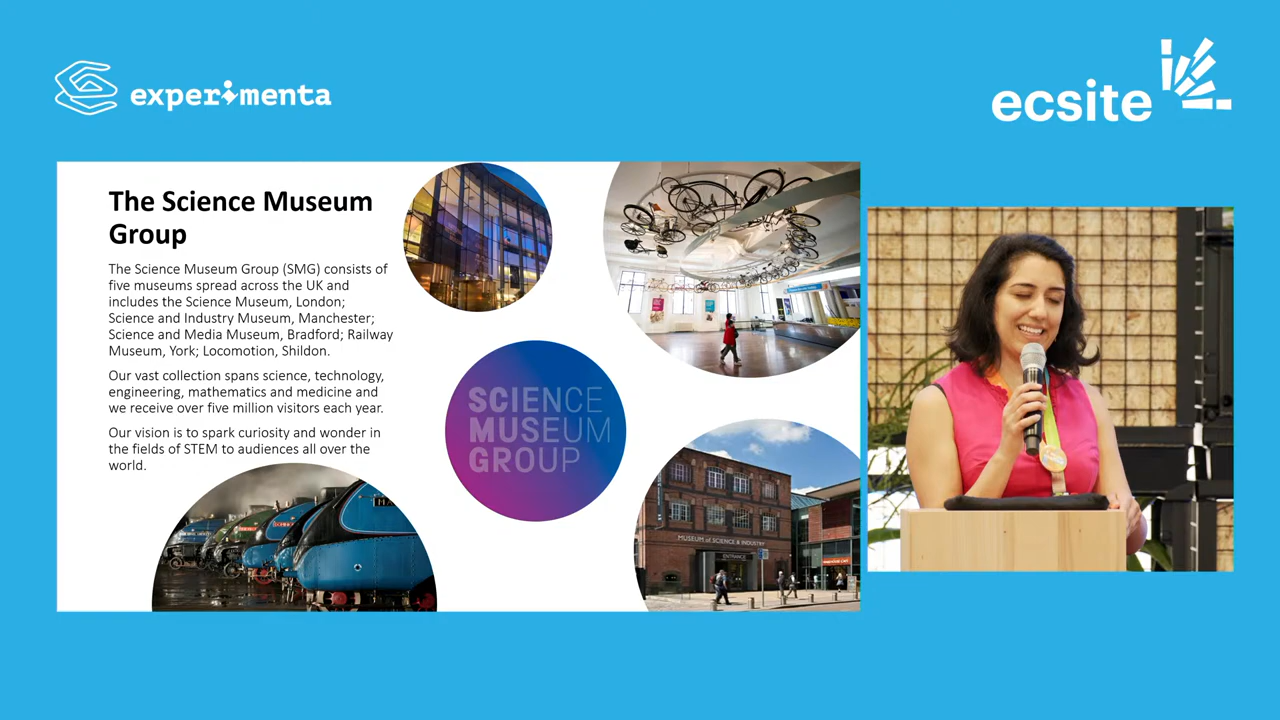 experimenta
ecsite
The Science Museum
Group
The Science Museum Group (SMG) consists of
five museums spread across the UK and
includes the Science Museum, London;
Science and Industry Museum, Manchester;
Science and Media Museum, Bradford; Railway
Museum, York; Locomotion, Shildon.
Our vast collection spans science, technology,
engineering, mathematics and medicine and
we receive over five million visitors each year.
Our vision is to spark curiosity and wonder in
the fields of STEM to audiences all over the
world.
SCIENCE
MUSEUM
GROUP
MUSEUM of SCIENCE & INDUSTRY
ENTRANCE